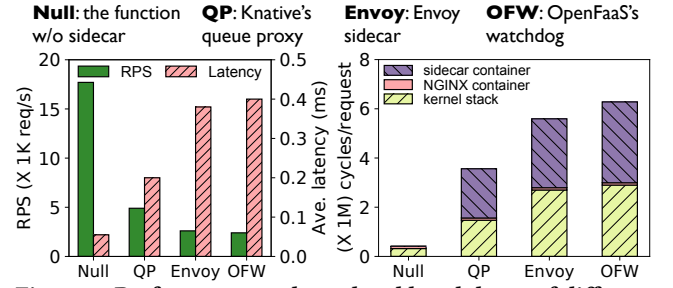 Null: the function w/o sidecar
QP: Knative's queue proxy
Envoy: Envoy sidecar
OFW: OpenFaaS's watchdog
RPS Latency
RPS (X 1K req/s)
20
15
10
5
0
0.5
0.4
0.3
0.2
0.1
0.0
Ave. latency (ms)
Null QP Envoy OFW
(X 1M) cycles/request
8
6
4
2
0
sidecar container
NGINX container
kernel stack
Null QP Envoy OFW